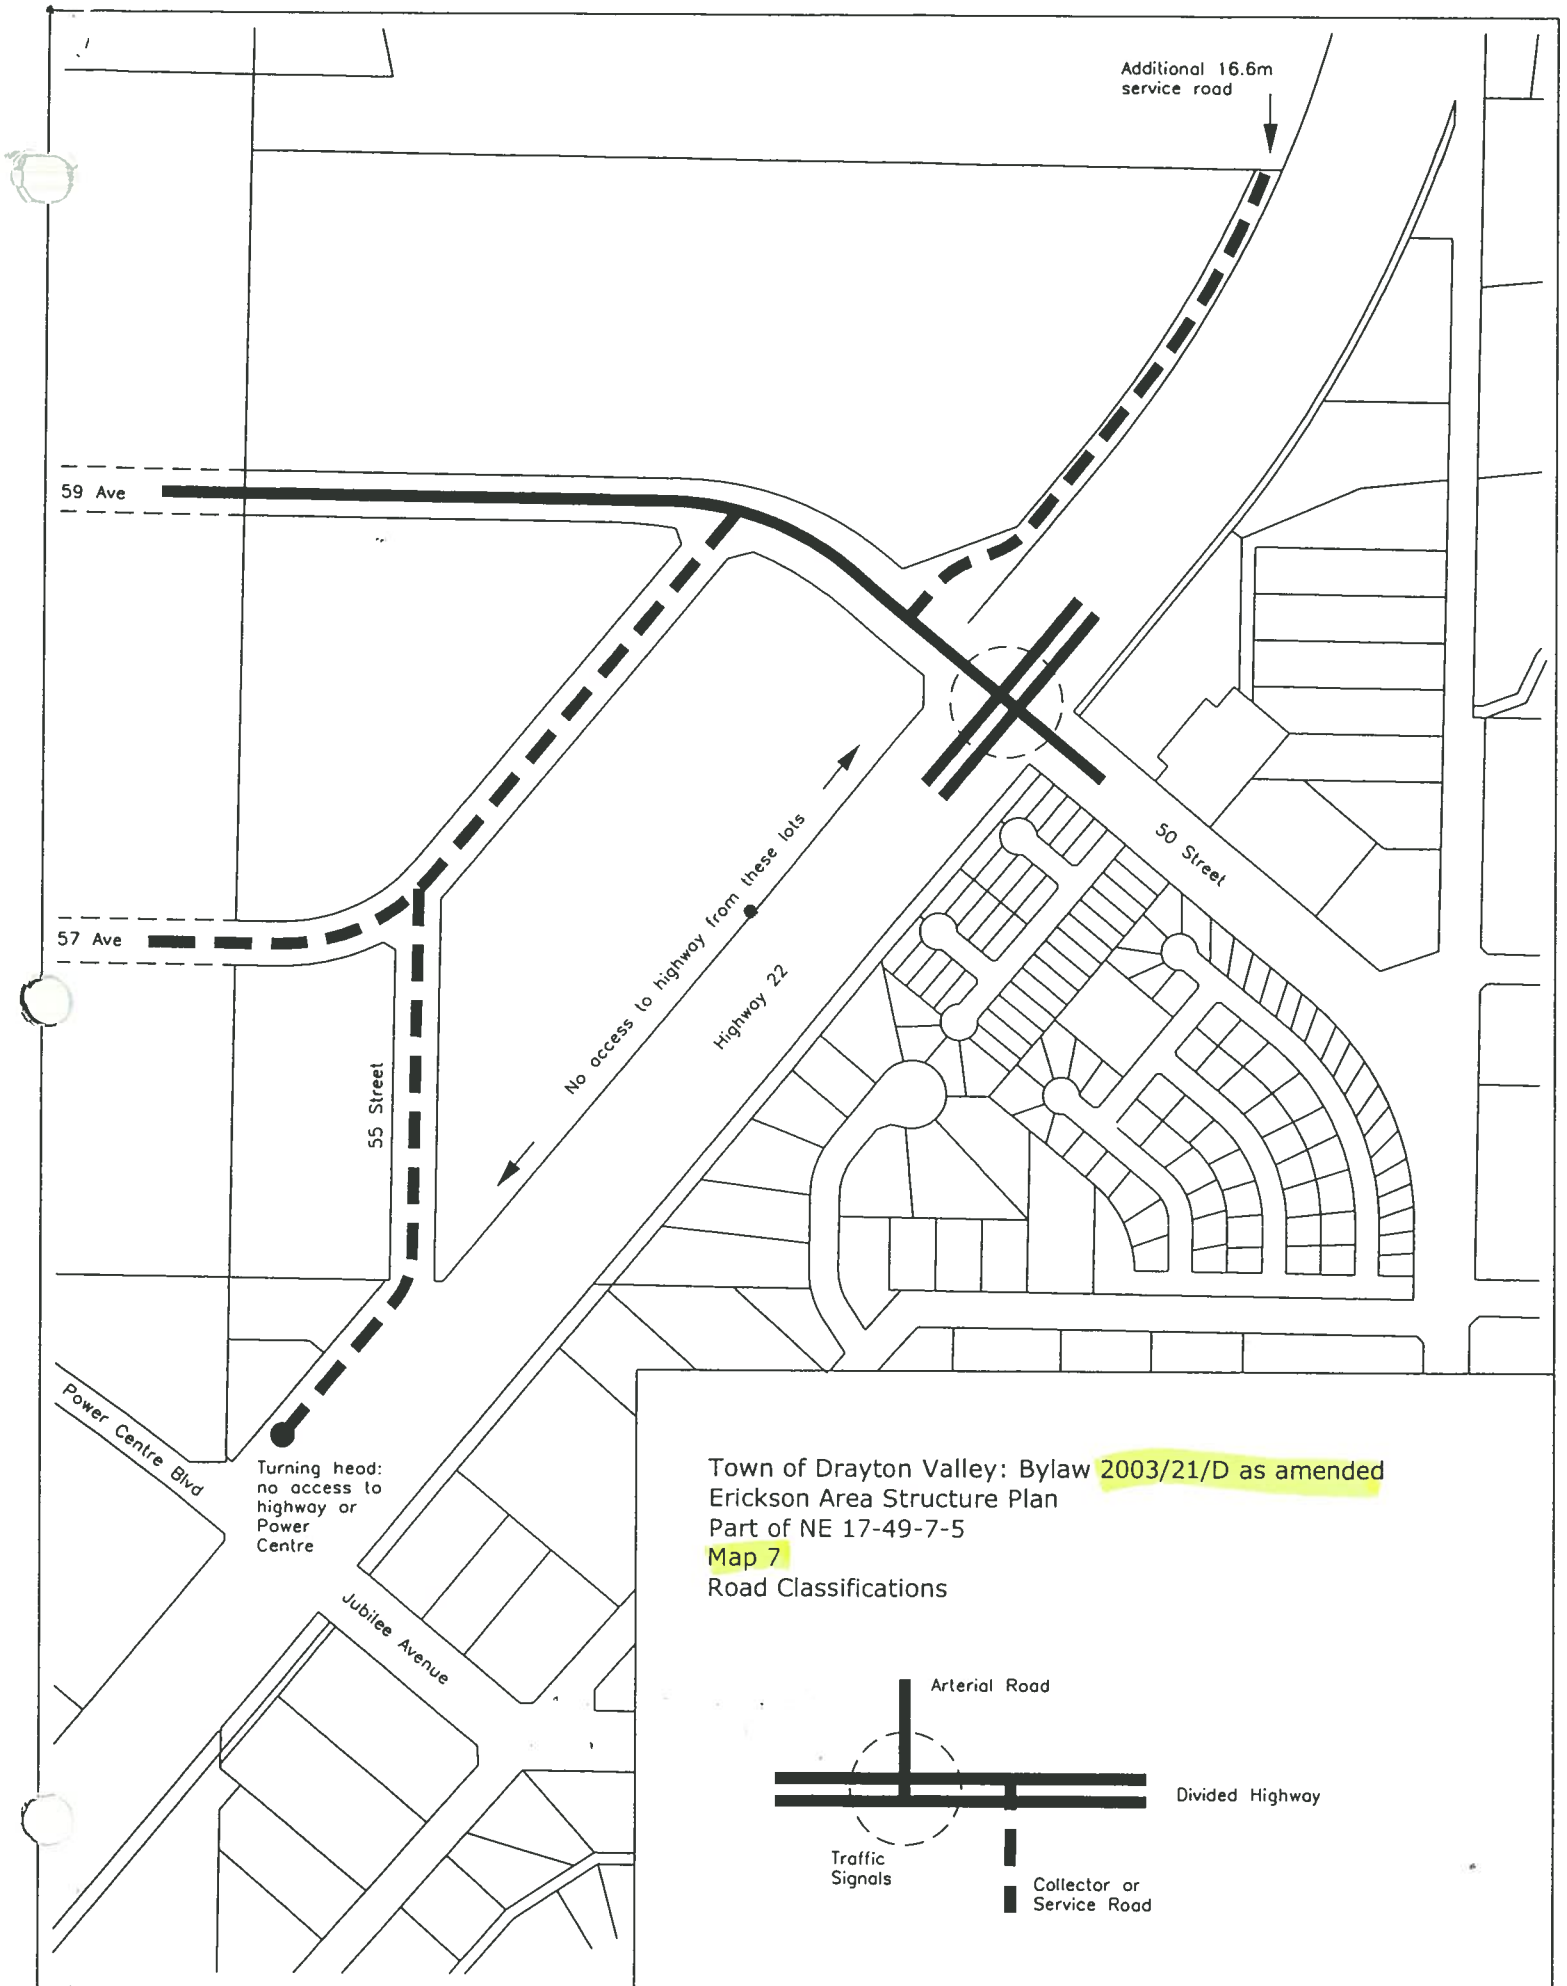 Additional 16.6m
service road
59 Ave
50 Street
No access to highway from these lots
57 Ave
Highway 22
55 Street
Power Centre Blvd
Turning head:
no access to
highway or
Power
Centre
Jubilee Avenue
Town of Drayton Valley: Bylaw 2003/21/D as amended
Erickson Area Structure Plan
Part of NE 17-49-7-5
Map 7
Road Classifications
Arterial Road
Divided Highway
Traffic
Signals
Collector or
Service Road